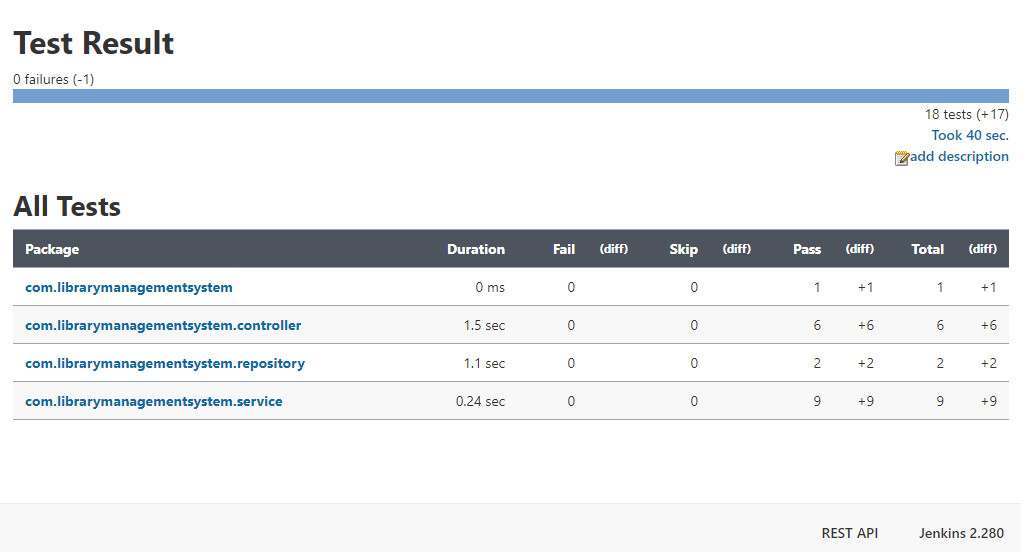 Test Result
0 failures (-1)
18 tests (+17)
Took 40 sec.
add description
All Tests
Package Duration Fail (diff) Skip (diff) Pass (diff) Total (diff)
com.librarymanagementsystem 0 ms 0 0 1 +1 1 +1
com.librarymanagementsystem.controller 1.5 sec 0 0 6 +6 6 +6
com.librarymanagementsystem.repository 1.1 sec 0 0 2 +2 2 +2
com.librarymanagementsystem.service 0.24 sec 0 0 9 +9 9 +9
REST API Jenkins 2.280